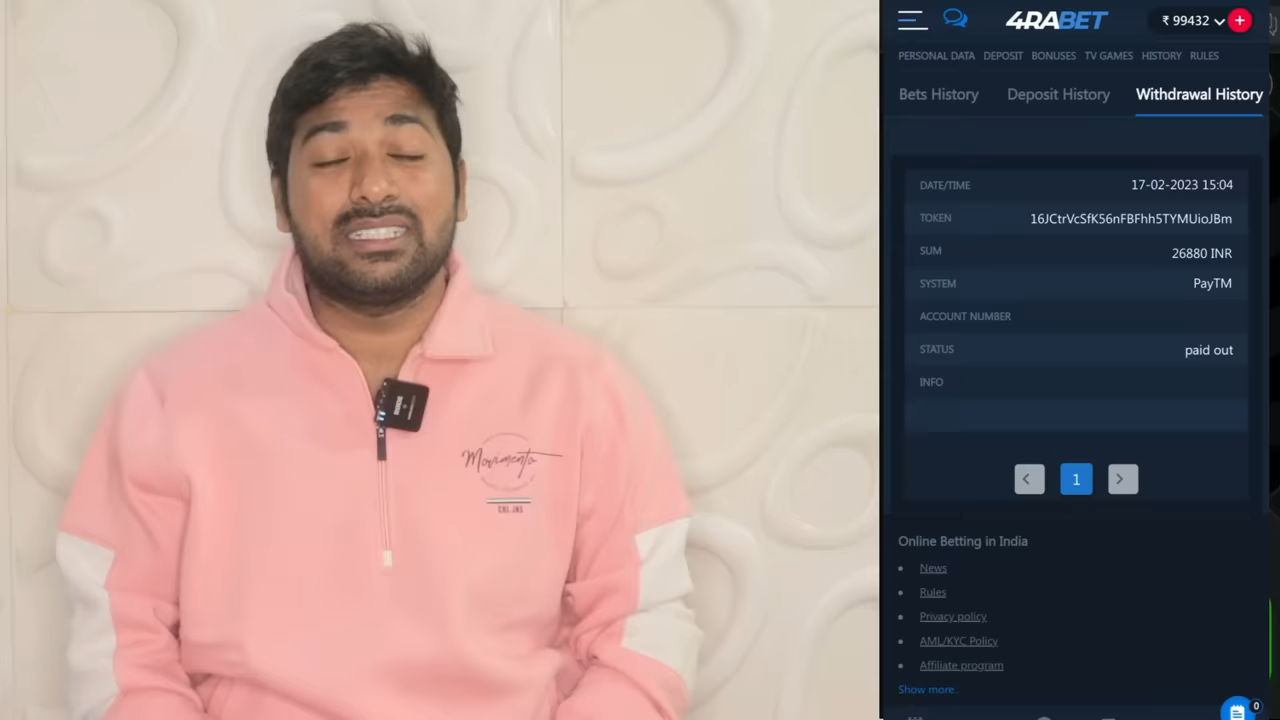 4RABET
₹ 99432
PERSONAL DATA DEPOSIT BONUSES TV GAMES HISTORY RULES
Bets History Deposit History Withdrawal History
DATE/TIME 17-02-2023 15:04
TOKEN 16JCtrVcSfK56nFBFhh5TYMUioJBm
SUM 26880 INR
SYSTEM PayTM
ACCOUNT NUMBER
STATUS paid out
INFO
1
Online Betting in India
News
Rules
Privacy policy
AML/KYC Policy
Affiliate program
Show more..
0
Movimento